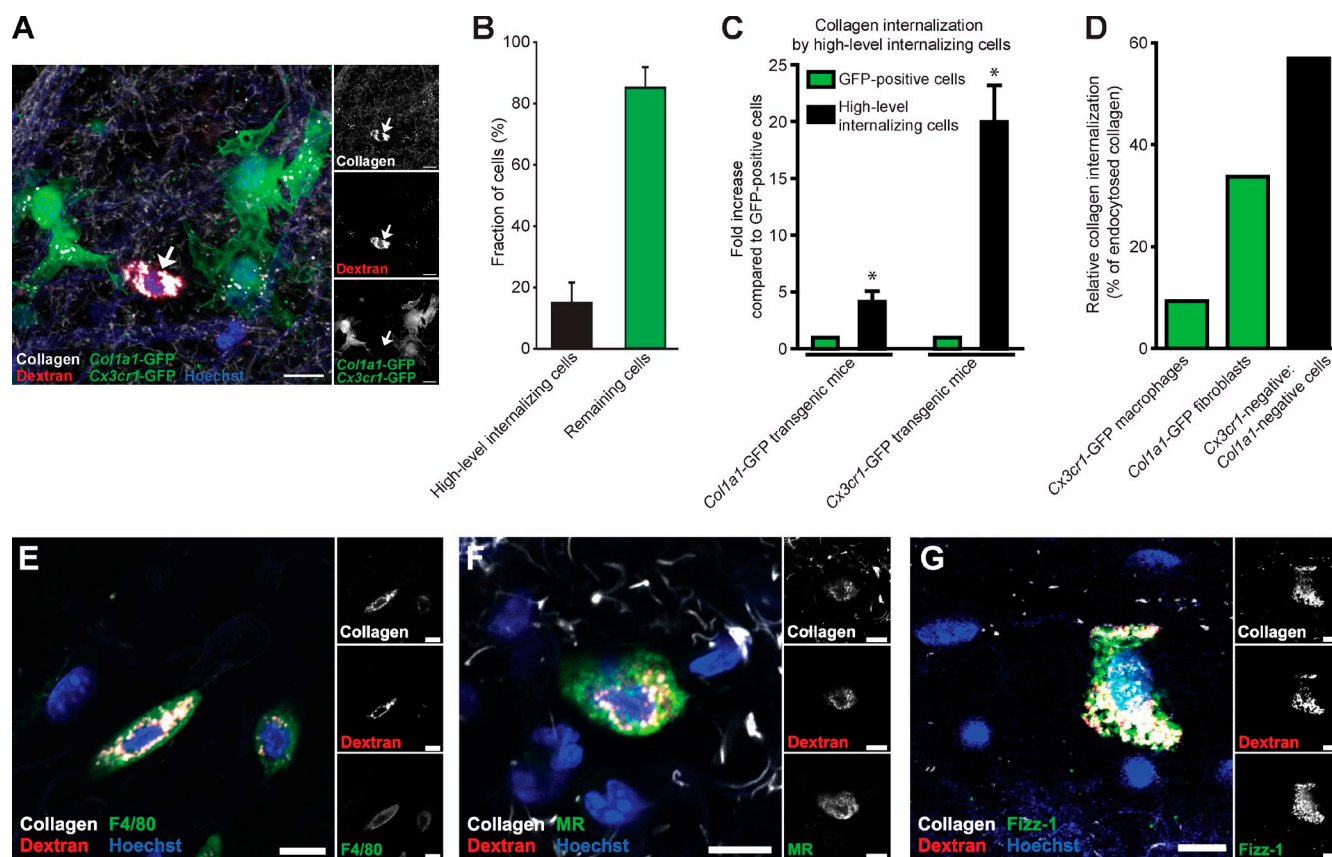 A
Collagen
Dextran
Col1a1-GFP
Cx3cr1-GFP
Collagen Col1a1-GFP
Dextran Cx3cr1-GFP Hoechst
B
Fraction of cells (%)
100
80
60
40
20
0
High-level internalizing cells
Remaining cells
C
Collagen internalization
by high-level internalizing cells
Fold increase
compared to GFP-positive cells
25
20
15
10
5
0
GFP-positive cells
High-level
internalizing cells
*
*
Col1a1-GFP transgenic mice
Cx3cr1-GFP transgenic mice
D
Relative collagen internalization
(% of endocytosed collagen)
60
40
20
0
Cx3cr1-GFP macrophages
Col1a1-GFP fibroblasts
Cx3cr1-negative:
Col1a1-negative cells
E
Collagen F4/80
Dextran Hoechst
Collagen
Dextran
F4/80
F
Collagen MR
Dextran Hoechst
Collagen
Dextran
MR
G
Collagen Fizz-1
Dextran Hoechst
Collagen
Dextran
Fizz-1